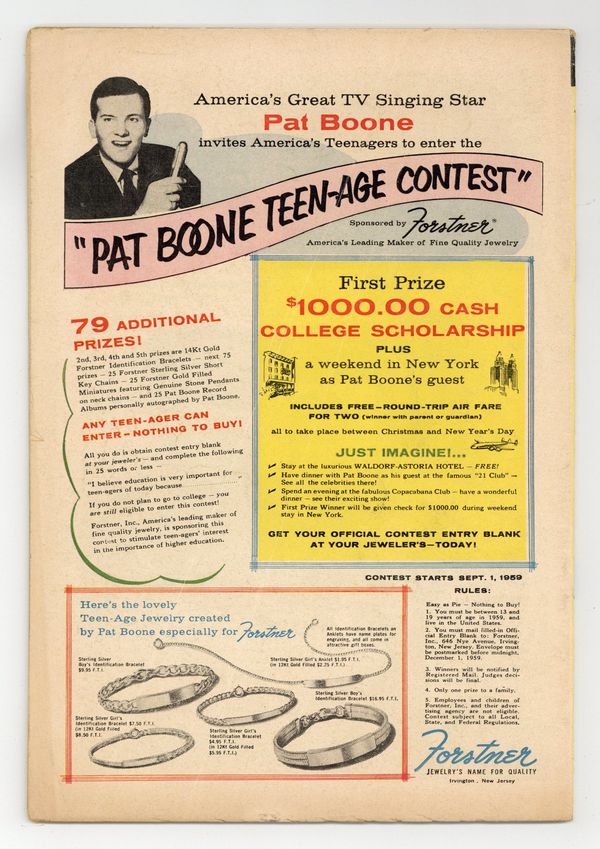 America's Great TV Singing Star
Pat Boone
invites America's Teenagers to enter the
"PAT BOONE TEEN-AGE CONTEST"
Sponsored by Forstner®
America's Leading Maker of Fine Quality Jewelry
79 ADDITIONAL
PRIZES!
2nd, 3rd, 4th and 5th prizes are 14Kt Gold
Forstner Identification Bracelets — next 75
prizes – 25 Forstner Sterling Silver Short
Key Chains – 25 Forstner Gold Filled
Miniatures featuring Genuine Stone Pendants
on neck chains – and 25 Pat Boone Record
Albums personally autographed by Pat Boone.
ANY TEEN-AGER CAN
ENTER – NOTHING TO BUY!
All you do is obtain contest entry blank
at your jeweler's – and complete the following
in 25 words or less –
"I believe education is very important for
teen-agers of today because
If you do not plan to go to college – you
are still eligible to enter this contest!
Forstner, Inc., America's leading maker of
fine quality jewelry, is sponsoring this
contest to stimulate teen-agers' interest
in the importance of higher education.
First Prize
$1000.00 CASH
COLLEGE SCHOLARSHIP
PLUS
a weekend in New York
as Pat Boone's guest
INCLUDES FREE–ROUND-TRIP AIR FARE
FOR TWO (winner with parent or guardian)
all to take place between Christmas and New Year's Day
JUST IMAGINE!...
✓ Stay at the luxurious WALDORF-ASTORIA HOTEL – FREE!
✓ Have dinner with Pat Boone as his guest at the famous "21 Club" –
See all the celebrities there!
✓ Spend an evening at the fabulous Copacabana Club – have a wonderful
dinner – see their exciting show!
✓ First Prize Winner will be given check for $1000.00 during weekend
stay in New York.
GET YOUR OFFICIAL CONTEST ENTRY BLANK
AT YOUR JEWELER'S–TODAY!
CONTEST STARTS SEPT. 1, 1959
RULES:
Easy as Pie – Nothing to Buy!
1. You must be between 13 and
19 years of age in 1959, and
live in the United States.
2. You must mail filled-in Offi-
cial Entry Blank to: Forstner,
Inc., 646 Nye Avenue, Irving-
ton, New Jersey. Envelope must
be postmarked before midnight,
December 1, 1959.
3. Winners will be notified by
Registered Mail. Judges deci-
sions will be final.
4. Only one prize to a family.
5. Employees and children of
Forstner, Inc., and their adver-
tising agency are not eligible.
Contest subject to all Local,
State, and Federal Regulations.
Here's the lovely
Teen-Age Jewelry created
by Pat Boone especially for Forstner
All Identification Bracelets an
Anklets have name plates for
engraving, and all come in
attractive gift boxes.
Sterling Silver
Boy's Identification Bracelet
$9.95 F.T.I.
Sterling Silver Girl's Anklet $1.95 F.T.I.
(in 12Kt Gold Filled $2.25 F.T.I.)
Sterling Silver Boy's
Identification Bracelet $16.95 F.T.I.
Sterling Silver Girl's
Identification Bracelet $7.50 F.T.I.
(in 12Kt Gold Filled
$8.50 F.T.I.)
Sterling Silver Girl's
Identification Bracelet
$4.95 F.T.I.
(in 12Kt Gold Filled
$5.95 F.T.I.)
Forstner
JEWELRY'S NAME FOR QUALITY
Irvington, New Jersey